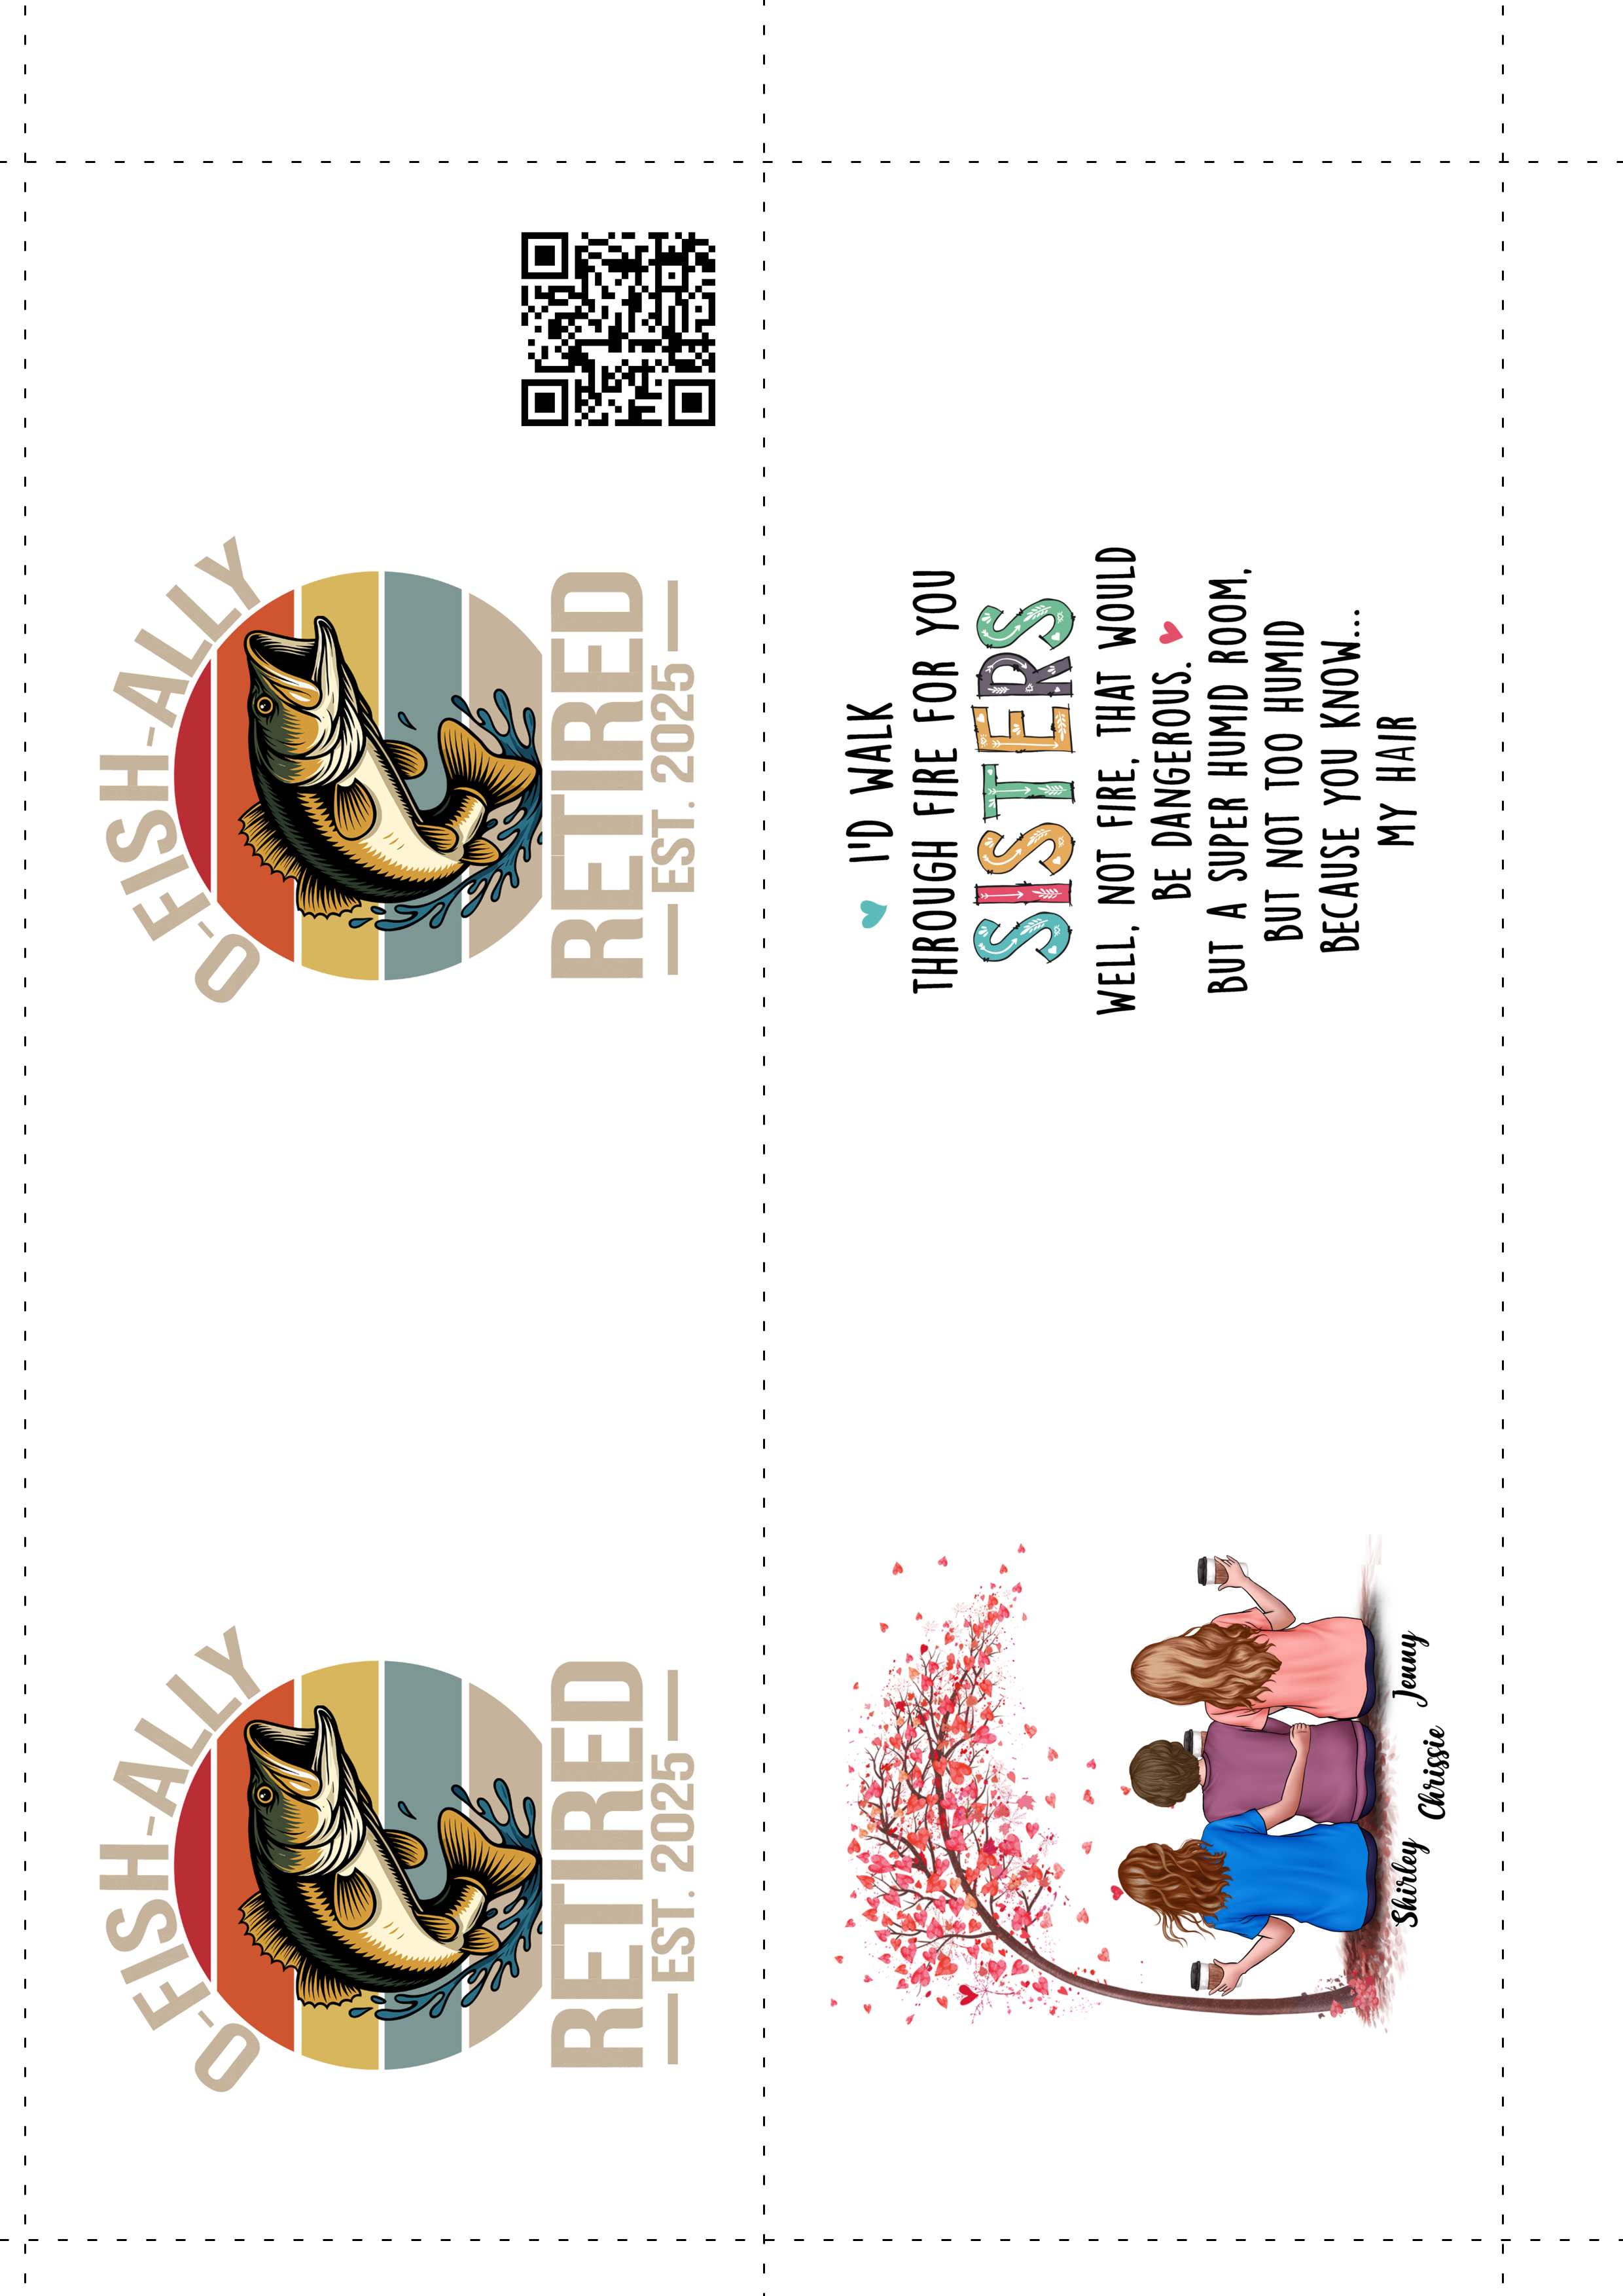 O-FISH-ALLY
RETIRED
EST. 2025
O-FISH-ALLY
RETIRED
EST. 2025
I'D WALK
THROUGH FIRE FOR YOU
SISTERS
WELL, NOT FIRE, THAT WOULD
BE DANGEROUS.
BUT A SUPER HUMID ROOM,
BUT NOT TOO HUMID
BECAUSE YOU KNOW...
MY HAIR
Shirley Chrissie Jenny